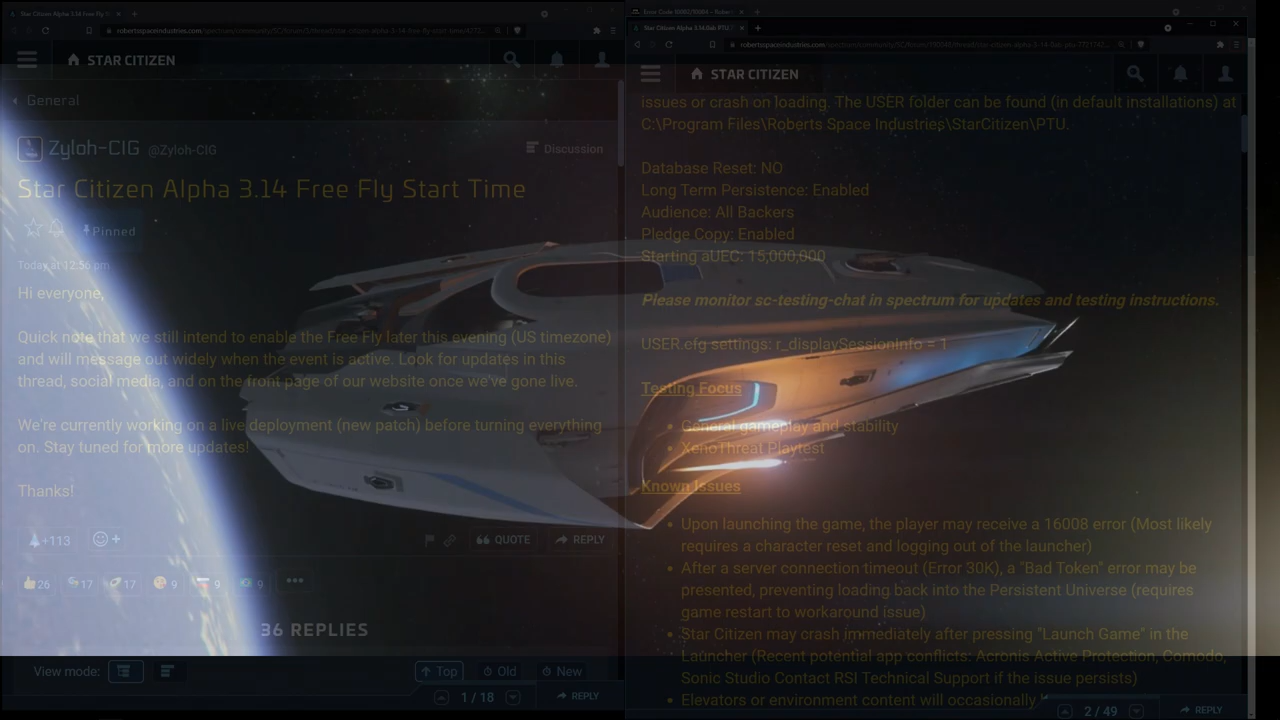 Star Citizen Alpha 3.14 Free Fly S
robertsspaceindustries.com
STAR CITIZEN
General
Zyloh-CIG @Zyloh-CIG
Discussion
Star Citizen Alpha 3.14 Free Fly Start Time
Pinned
Today at 12:56 pm
Hi everyone,
Quick note that we still intend to enable the Free Fly later this evening (US timezone)
and will message out widely when the event is active. Look for updates in this
thread, social media, and on the front page of our website once we've gone live.
We're currently working on a live deployment (new patch) before turning everything
on. Stay tuned for more updates!
Thanks!
+113
+
QUOTE
REPLY
26
17
17
9
9
9
36 REPLIES
View mode:
Top
Old
New
1 / 18
REPLY
robertsspaceindustries.com
STAR CITIZEN
issues or crash on loading. The USER folder can be found (in default installations) at
C:\Program Files\Roberts Space Industries\StarCitizen\PTU.
Database Reset: NO
Long Term Persistence: Enabled
Audience: All Backers
Pledge Copy: Enabled
Starting aUEC: 15,000,000
Please monitor sc-testing-chat in spectrum for updates and testing instructions.
USER.cfg settings: r_displaySessionInfo = 1
Testing Focus
General gameplay and stability
XenoThreat Playtest
Known Issues
Upon launching the game, the player may receive a 16008 error (Most likely
requires a character reset and logging out of the launcher)
After a server connection timeout (Error 30K), a "Bad Token" error may be
presented, preventing loading back into the Persistent Universe (requires
game restart to workaround issue)
Star Citizen may crash immediately after pressing "Launch Game" in the
Launcher (Recent potential app conflicts: Acronis Active Protection, Comodo,
Sonic Studio Contact RSI Technical Support if the issue persists)
Elevators or environment content will occasionally
2 / 49
REPLY